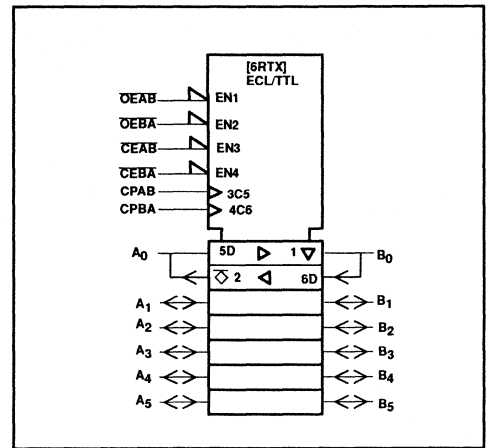 [6RTX]
ECL/TTL
OEAB EN1
OEBA EN2
CEAB EN3
CEBA EN4
CPAB 3C5
CPBA 4C6
A0 5D 1 B0
2 6D
A1 B1
A2 B2
A3 B3
A4 B4
A5 B5